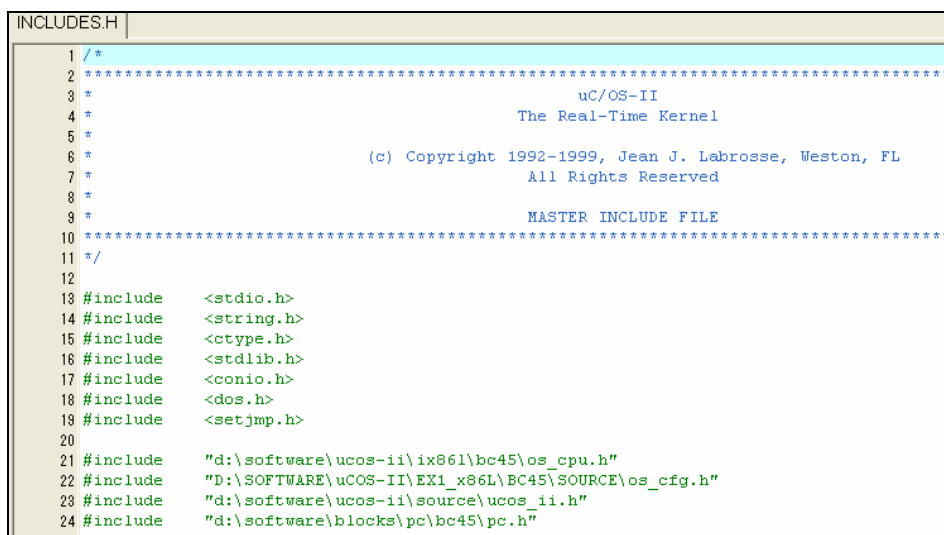 INCLUDES.H
1 /*
2 *****************************************************************************************
3 * uC/OS-II
4 * The Real-Time Kernel
5 *
6 * (c) Copyright 1992-1999, Jean J. Labrosse, Weston, FL
7 * All Rights Reserved
8 *
9 * MASTER INCLUDE FILE
10 *****************************************************************************************
11 */
12
13 #include <stdio.h>
14 #include <string.h>
15 #include <ctype.h>
16 #include <stdlib.h>
17 #include <conio.h>
18 #include <dos.h>
19 #include <setjmp.h>
20
21 #include "d:\software\ucos-ii\ix86l\bc45\os_cpu.h"
22 #include "D:\SOFTWARE\uCOS-II\EX1_x86L\BC45\SOURCE\os_cfg.h"
23 #include "d:\software\ucos-ii\source\ucos_ii.h"
24 #include "d:\software\blocks\pc\bc45\pc.h"